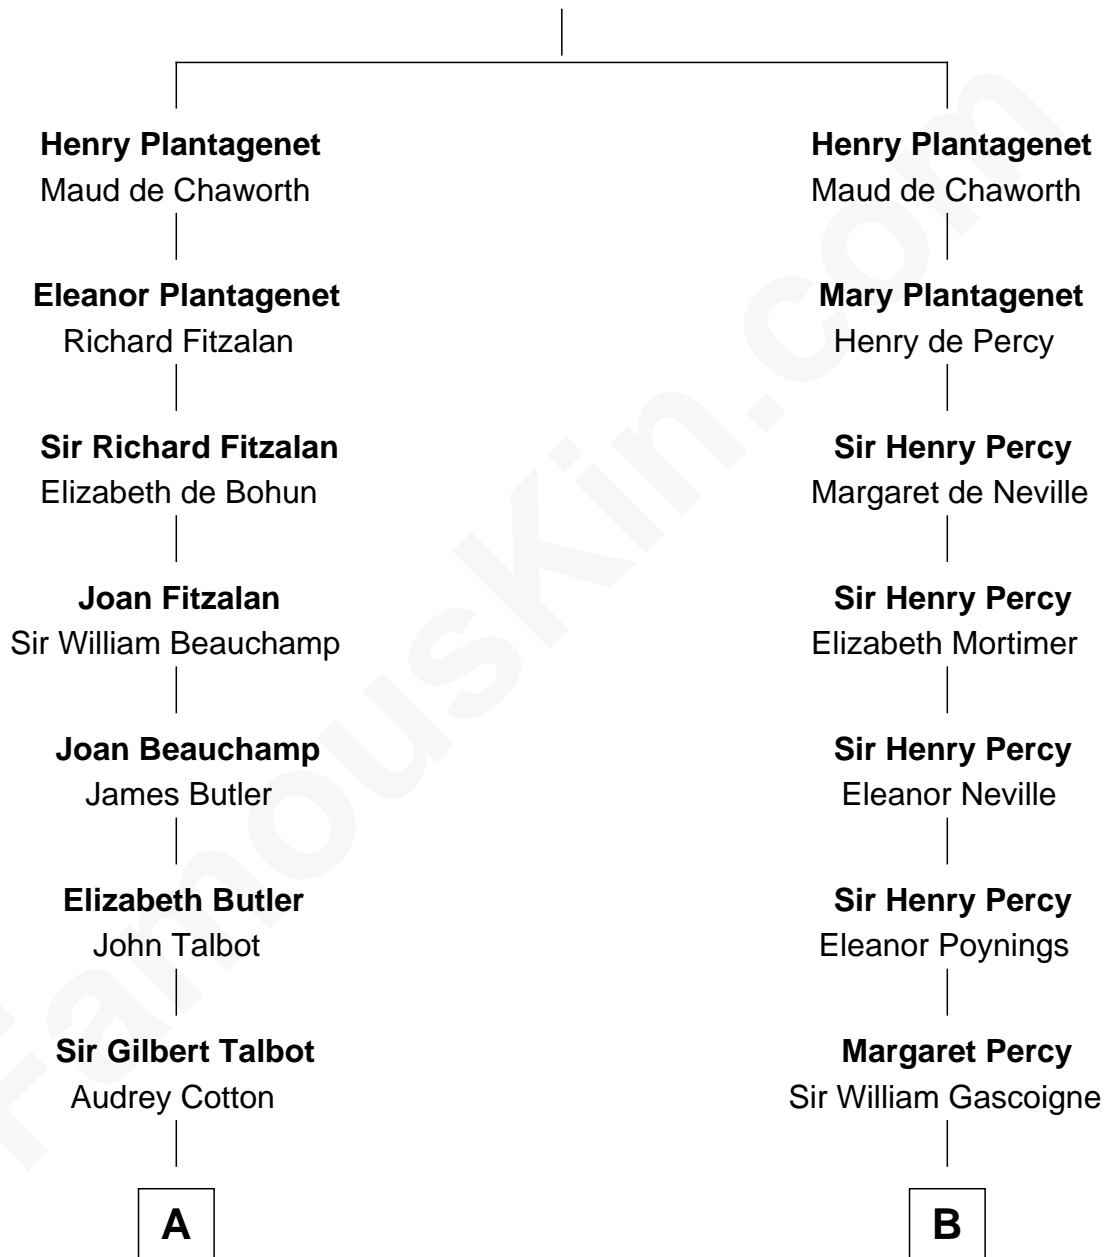 Henry Plantagenet
Maud de Chaworth
Eleanor Plantagenet
Richard Fitzalan
Sir Richard Fitzalan
Elizabeth de Bohun
Joan Fitzalan
Sir William Beauchamp
Joan Beauchamp
James Butler
Elizabeth Butler
John Talbot
Sir Gilbert Talbot
Audrey Cotton
A
Henry Plantagenet
Maud de Chaworth
Mary Plantagenet
Henry de Percy
Sir Henry Percy
Margaret de Neville
Sir Henry Percy
Elizabeth Mortimer
Sir Henry Percy
Eleanor Neville
Sir Henry Percy
Eleanor Poynings
Margaret Percy
Sir William Gascoigne
B
FamousKin.com